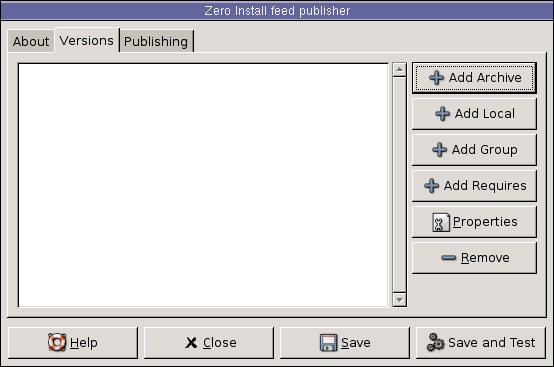 Zero Install feed publisher
About Versions Publishing
Add Archive
Add Local
Add Group
Add Requires
Properties
Remove
Help Close Save Save and Test